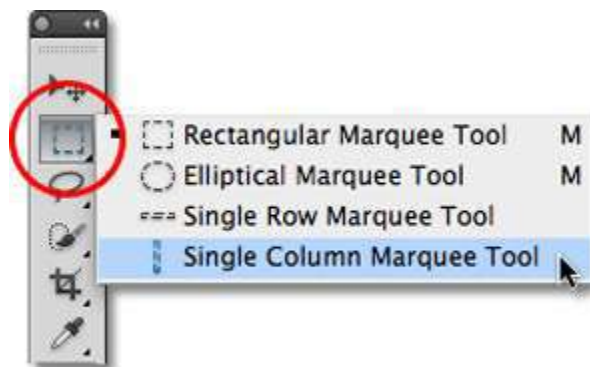 Rectangular Marquee Tool M
Elliptical Marquee Tool M
Single Row Marquee Tool
Single Column Marquee Tool